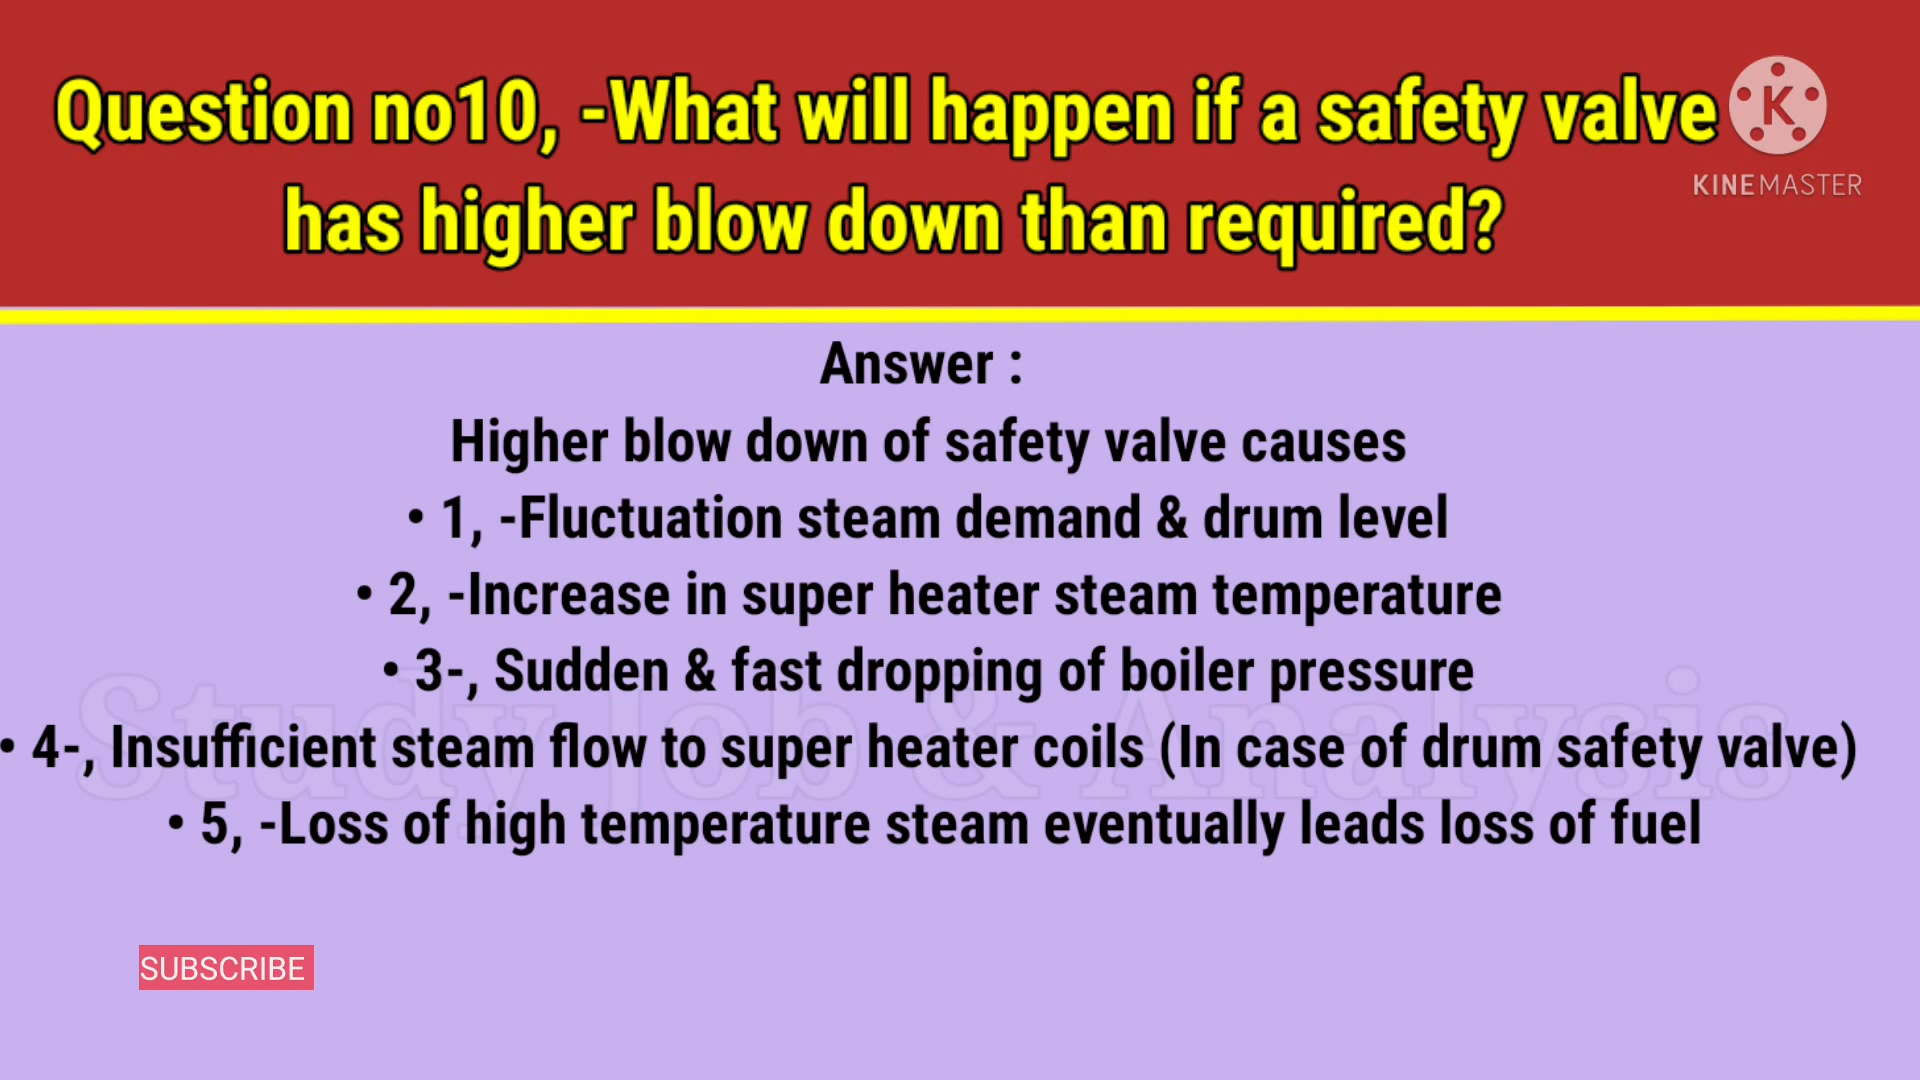 Question no10, -What will happen if a safety valve
has higher blow down than required?
K
KINEMASTER
Answer :
Higher blow down of safety valve causes
• 1, -Fluctuation steam demand & drum level
• 2, -Increase in super heater steam temperature
• 3-, Sudden & fast dropping of boiler pressure
• 4-, Insufficient steam flow to super heater coils (In case of drum safety valve)
Study Job & Analysis
• 5, -Loss of high temperature steam eventually leads loss of fuel
SUBSCRIBE